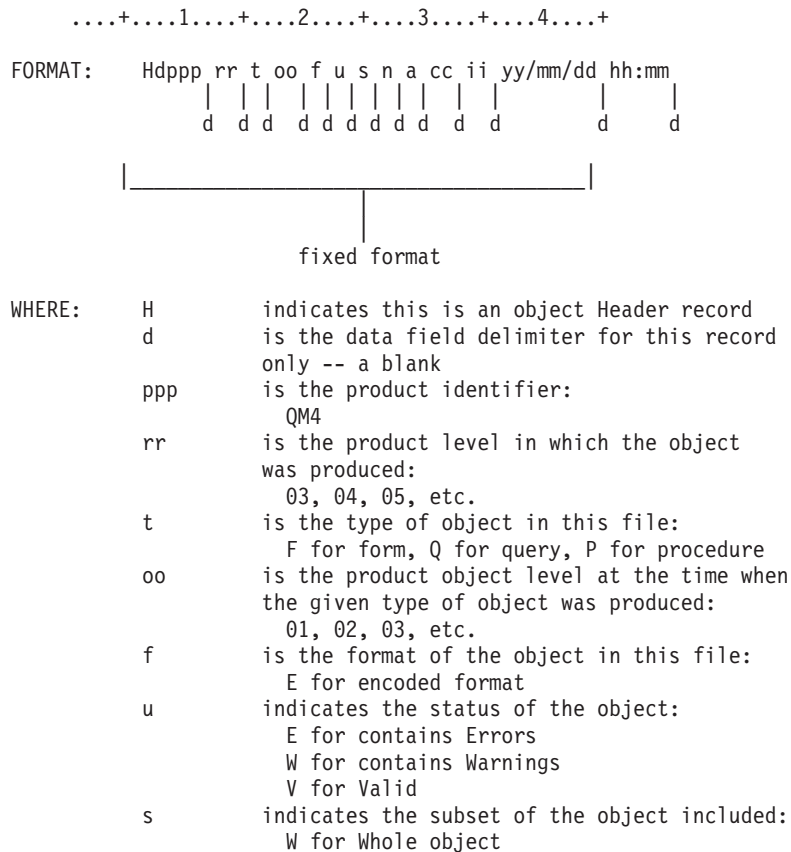 ....+....1....+....2....+....3....+....4....+
FORMAT: Hdppp rr t oo f u s n a cc ii yy/mm/dd hh:mm
| | | | | | | | | | | | |
d d d d d d d d d d d d d
|______________________________________|
|
|
fixed format
WHERE: H indicates this is an object Header record
d is the data field delimiter for this record
only -- a blank
ppp is the product identifier:
QM4
rr is the product level in which the object
was produced:
03, 04, 05, etc.
t is the type of object in this file:
F for form, Q for query, P for procedure
oo is the product object level at the time when
the given type of object was produced:
01, 02, 03, etc.
f is the format of the object in this file:
E for encoded format
u indicates the status of the object:
E for contains Errors
W for contains Warnings
V for Valid
s indicates the subset of the object included:
W for Whole object